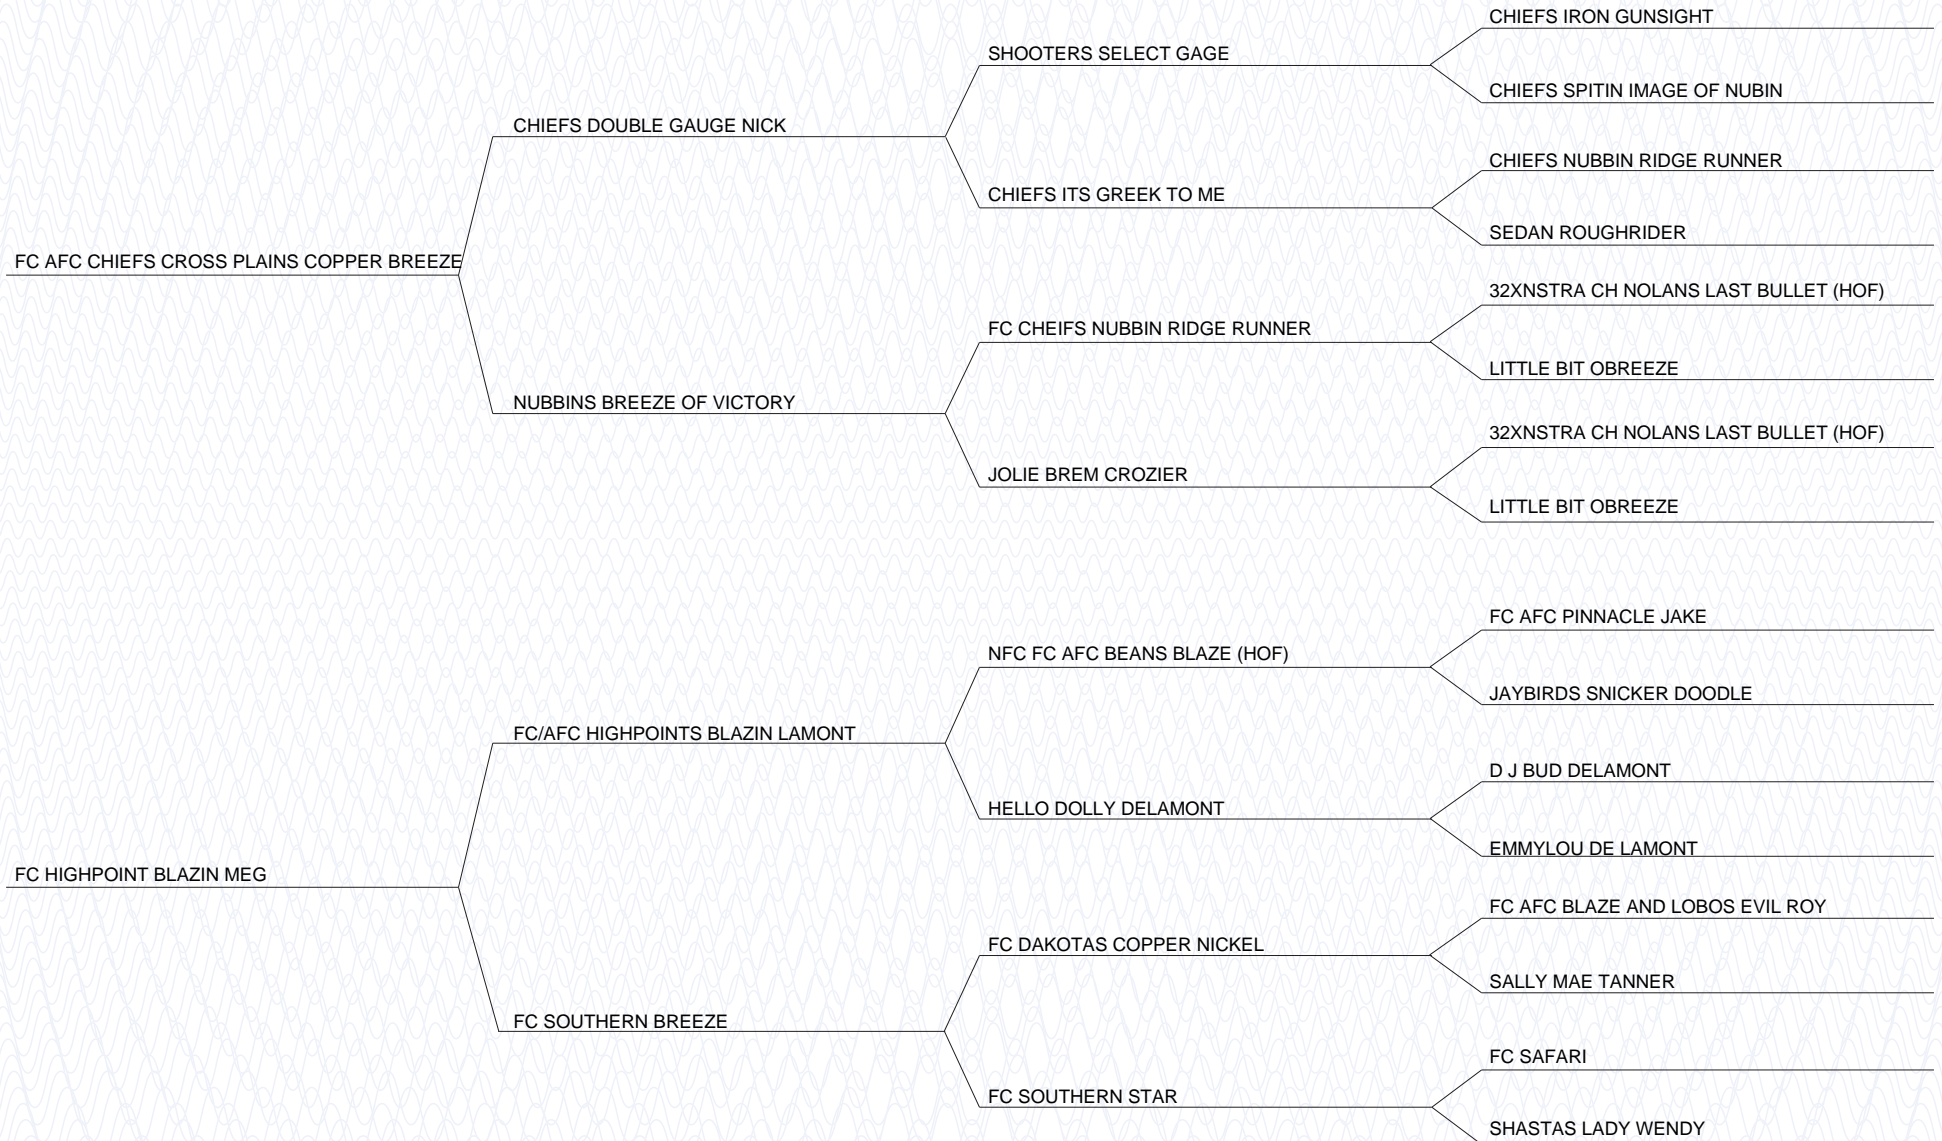 CHIEFS IRON GUNSIGHT
SHOOTERS SELECT GAGE
CHIEFS SPITIN IMAGE OF NUBIN
CHIEFS DOUBLE GAUGE NICK
CHIEFS NUBBIN RIDGE RUNNER
CHIEFS ITS GREEK TO ME
SEDAN ROUGHRIDER
FC AFC CHIEFS CROSS PLAINS COPPER BREEZE
32XNSTRA CH NOLANS LAST BULLET (HOF)
FC CHEIFS NUBBIN RIDGE RUNNER
LITTLE BIT OBREEZE
NUBBINS BREEZE OF VICTORY
32XNSTRA CH NOLANS LAST BULLET (HOF)
JOLIE BREM CROZIER
LITTLE BIT OBREEZE
FC AFC PINNACLE JAKE
NFC FC AFC BEANS BLAZE (HOF)
JAYBIRDS SNICKER DOODLE
FC/AFC HIGHPOINTS BLAZIN LAMONT
D J BUD DELAMONT
HELLO DOLLY DELAMONT
EMMYLOU DE LAMONT
FC HIGHPOINT BLAZIN MEG
FC AFC BLAZE AND LOBOS EVIL ROY
FC DAKOTAS COPPER NICKEL
SALLY MAE TANNER
FC SOUTHERN BREEZE
FC SAFARI
FC SOUTHERN STAR
SHASTAS LADY WENDY